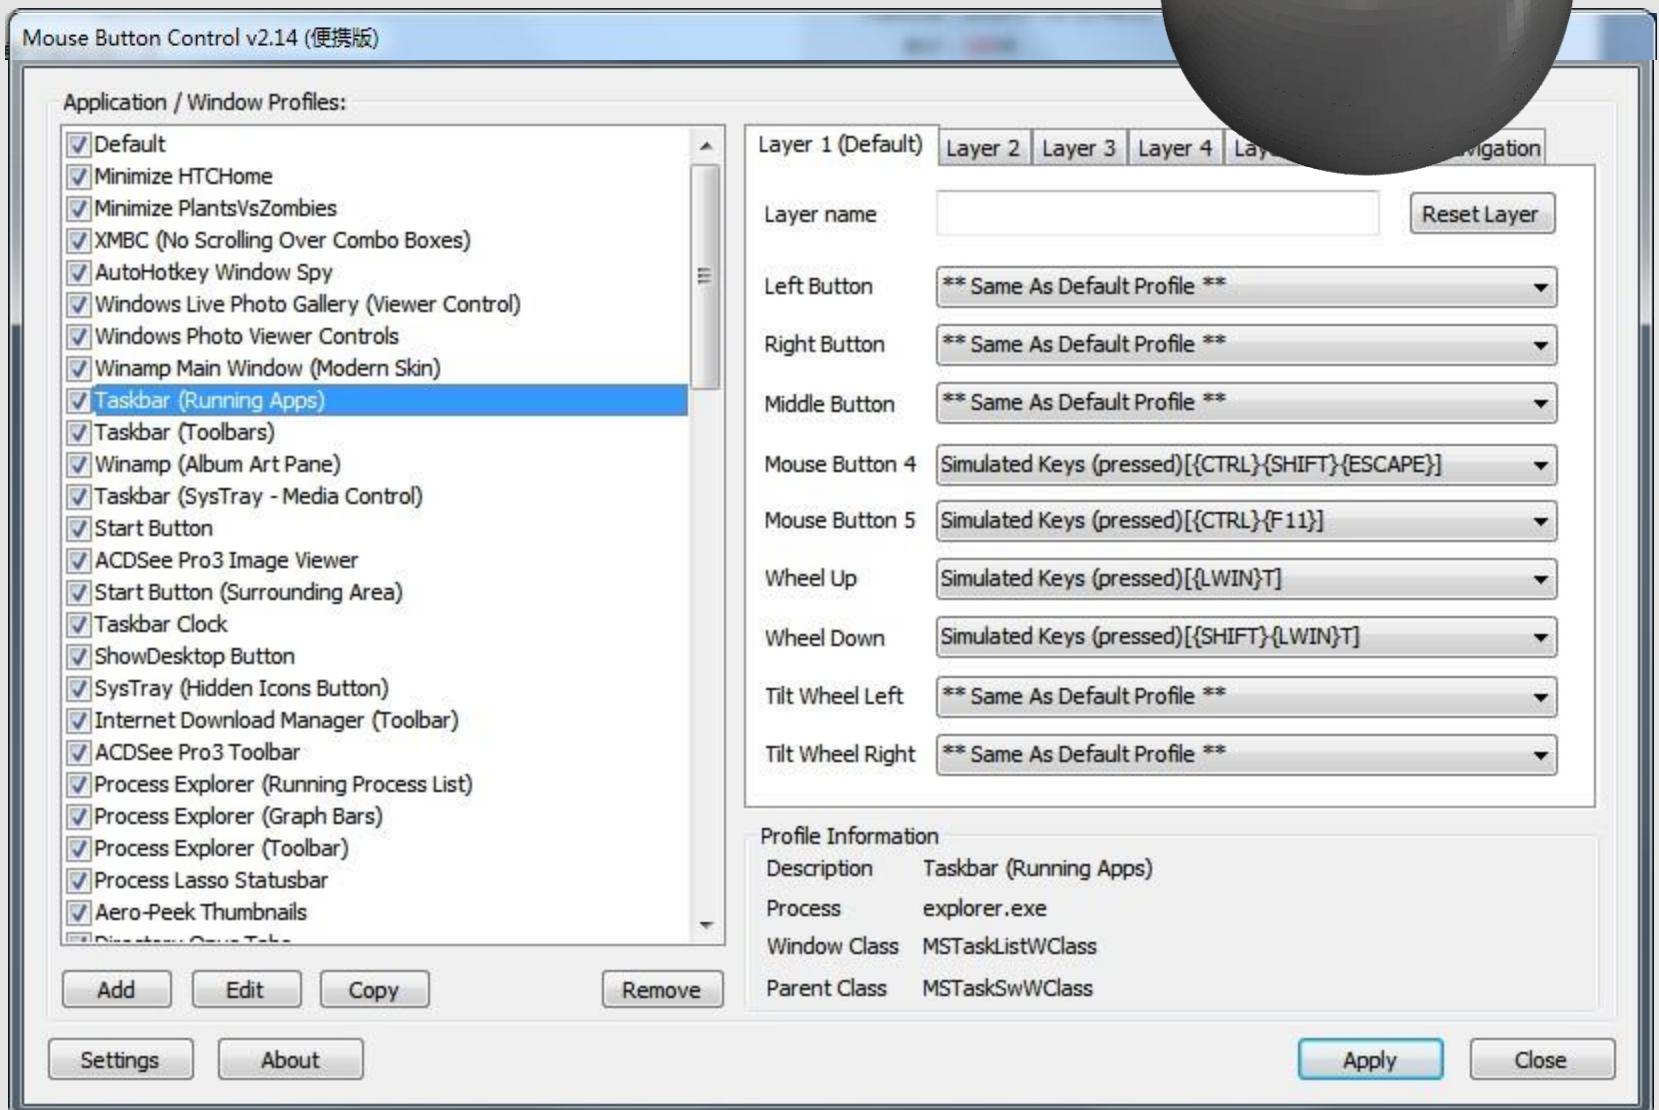 Mouse Button Control v2.14 (便携版)
Application / Window Profiles:
Default
Minimize HTCHome
Minimize PlantsVsZombies
XMBC (No Scrolling Over Combo Boxes)
AutoHotkey Window Spy
Windows Live Photo Gallery (Viewer Control)
Windows Photo Viewer Controls
Winamp Main Window (Modern Skin)
Taskbar (Running Apps)
Taskbar (Toolbars)
Winamp (Album Art Pane)
Taskbar (SysTray - Media Control)
Start Button
ACDSee Pro3 Image Viewer
Start Button (Surrounding Area)
Taskbar Clock
ShowDesktop Button
SysTray (Hidden Icons Button)
Internet Download Manager (Toolbar)
ACDSee Pro3 Toolbar
Process Explorer (Running Process List)
Process Explorer (Graph Bars)
Process Explorer (Toolbar)
Process Lasso Statusbar
Aero-Peek Thumbnails
Add Edit Copy Remove
Settings About
Layer 1 (Default) Layer 2 Layer 3 Layer 4
Layer name Reset Layer
Left Button ** Same As Default Profile **
Right Button ** Same As Default Profile **
Middle Button ** Same As Default Profile **
Mouse Button 4 Simulated Keys (pressed)[{CTRL}{SHIFT}{ESCAPE}]
Mouse Button 5 Simulated Keys (pressed)[{CTRL}{F11}]
Wheel Up Simulated Keys (pressed)[{LWIN}T]
Wheel Down Simulated Keys (pressed)[{SHIFT}{LWIN}T]
Tilt Wheel Left ** Same As Default Profile **
Tilt Wheel Right ** Same As Default Profile **
Profile Information
Description Taskbar (Running Apps)
Process explorer.exe
Window Class MSTaskListWClass
Parent Class MSTaskSwWClass
Apply Close